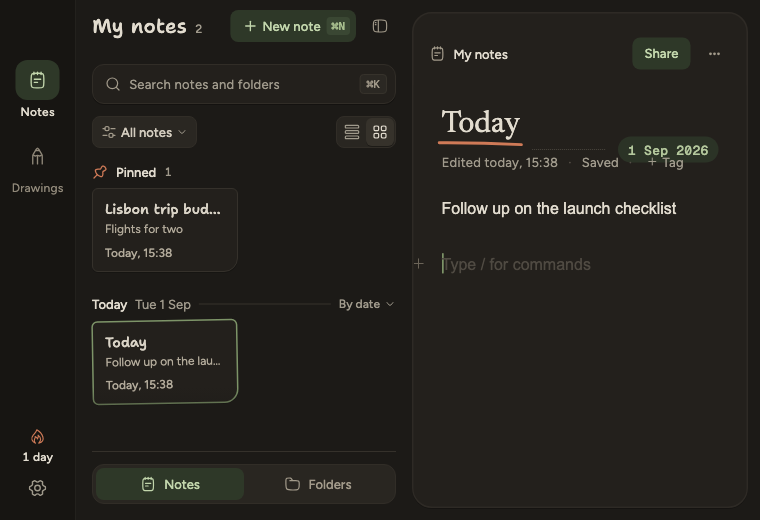 My notes 2
+ New note ⌘N
Notes
Drawings
1 day
Search notes and folders ⌘K
All notes
Pinned 1
Lisbon trip bud...
Flights for two
Today, 15:38
Today Tue 1 Sep By date
Today
Follow up on the lau...
Today, 15:38
Notes Folders
My notes Share ...
Today
1 Sep 2026
Edited today, 15:38 · Saved · + Tag
Follow up on the launch checklist
+ Type / for commands